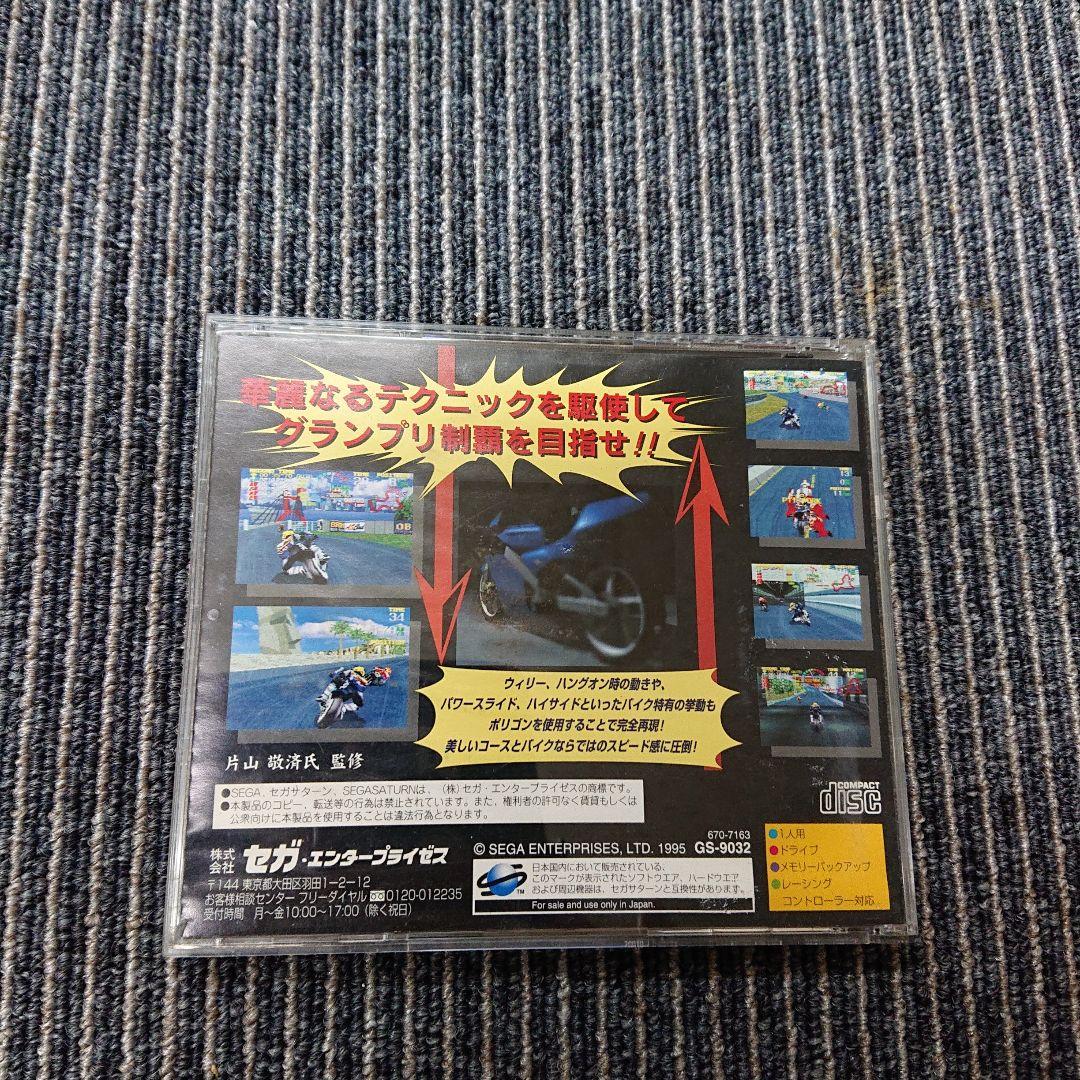 華麗なるテクニックを駆使して
グランプリ制覇を目指せ!!
TIME
34
ウィリー、ハングオン時の動きや、
パワースライド、ハイサイドといったバイク特有の挙動も
ポリゴンを使用することで完全再現!
美しいコースとバイクならではのスピード感に圧倒!
片山 敬済氏 監修
●SEGA、セガサターン、SEGASATURNは、(株)セガ・エンタープライゼスの商標です。
●本製品のコピー、転送等の行為は禁止されています。また、権利者の許可なく賃貸もしくは
公衆向けに本製品を使用することは違法行為となります。
COMPACT
disc
株式会社 セガ・エンタープライゼス
〒144 東京都大田区羽田1-2-12
お客様相談センター フリーダイヤル 0120-012235
受付時間 月〜金10:00〜17:00(除く祝日)
670-7163
© SEGA ENTERPRISES, LTD. 1995 GS-9032
日本国内において販売されている、
このマークが表示されたソフトウエア、ハードウエア
および周辺機器は、セガサターンと互換性があります。
TM
For sale and use only in Japan.
●1人用
●ドライブ
●メモリーバックアップ
●レーシング
コントローラー対応